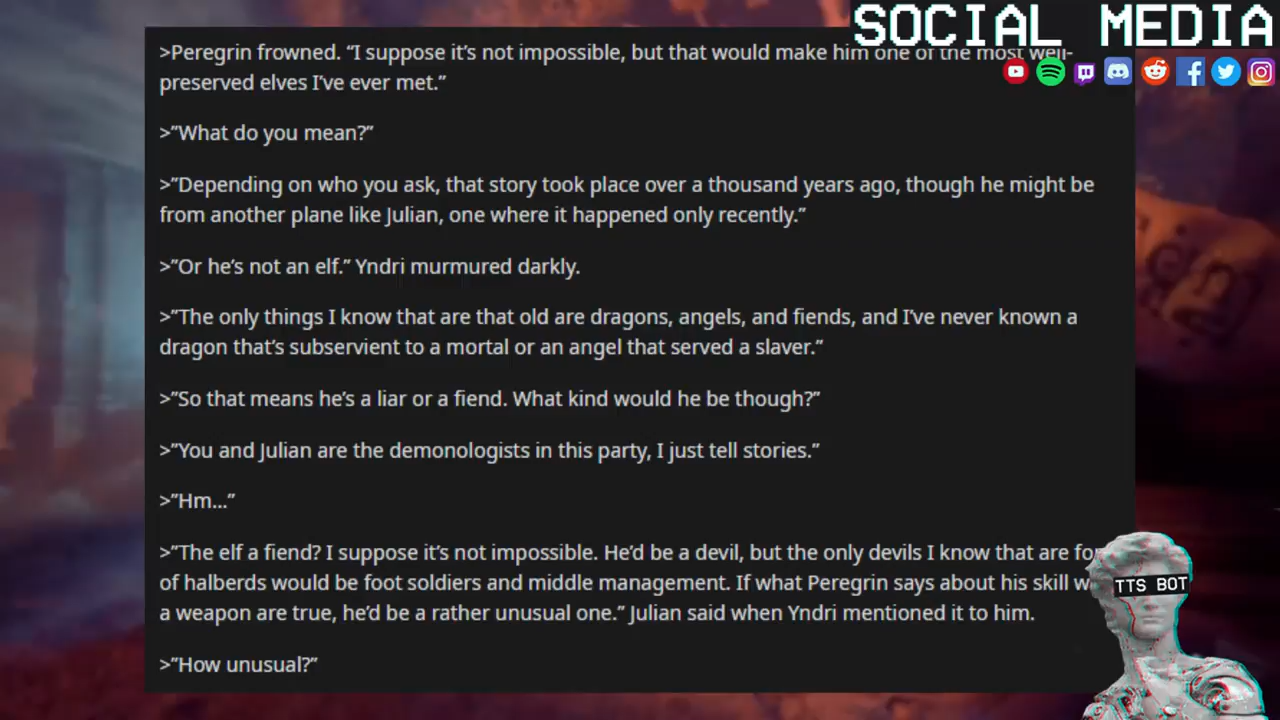 SOCIAL MEDIA
>Peregrin frowned. “I suppose it’s not impossible, but that would make him one of the most well-
preserved elves I’ve ever met.”
>”What do you mean?”
>”Depending on who you ask, that story took place over a thousand years ago, though he might be
from another plane like Julian, one where it happened only recently.”
>”Or he’s not an elf.” Yndri murmured darkly.
>”The only things I know that are that old are dragons, angels, and fiends, and I’ve never known a
dragon that’s subservient to a mortal or an angel that served a slaver.”
>”So that means he’s a liar or a fiend. What kind would he be though?”
>”You and Julian are the demonologists in this party, I just tell stories.”
>”Hm...”
>”The elf a fiend? I suppose it’s not impossible. He’d be a devil, but the only devils I know that are fo
of halberds would be foot soldiers and middle management. If what Peregrin says about his skill w
a weapon are true, he’d be a rather unusual one.” Julian said when Yndri mentioned it to him.
>”How unusual?”
TTS BOT